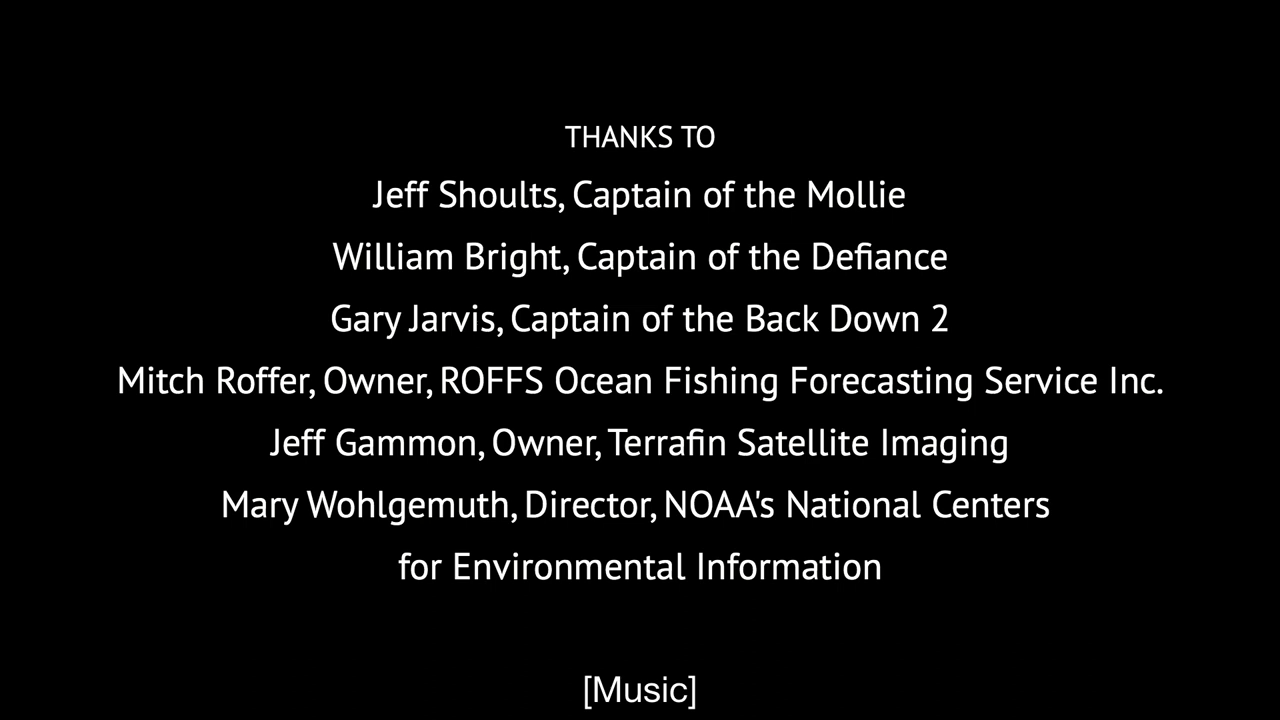 THANKS TO
Jeff Shoults, Captain of the Mollie
William Bright, Captain of the Defiance
Gary Jarvis, Captain of the Back Down 2
Mitch Roffer, Owner, ROFFS Ocean Fishing Forecasting Service Inc.
Jeff Gammon, Owner, Terrafin Satellite Imaging
Mary Wohlgemuth, Director, NOAA's National Centers
for Environmental Information
[Music]